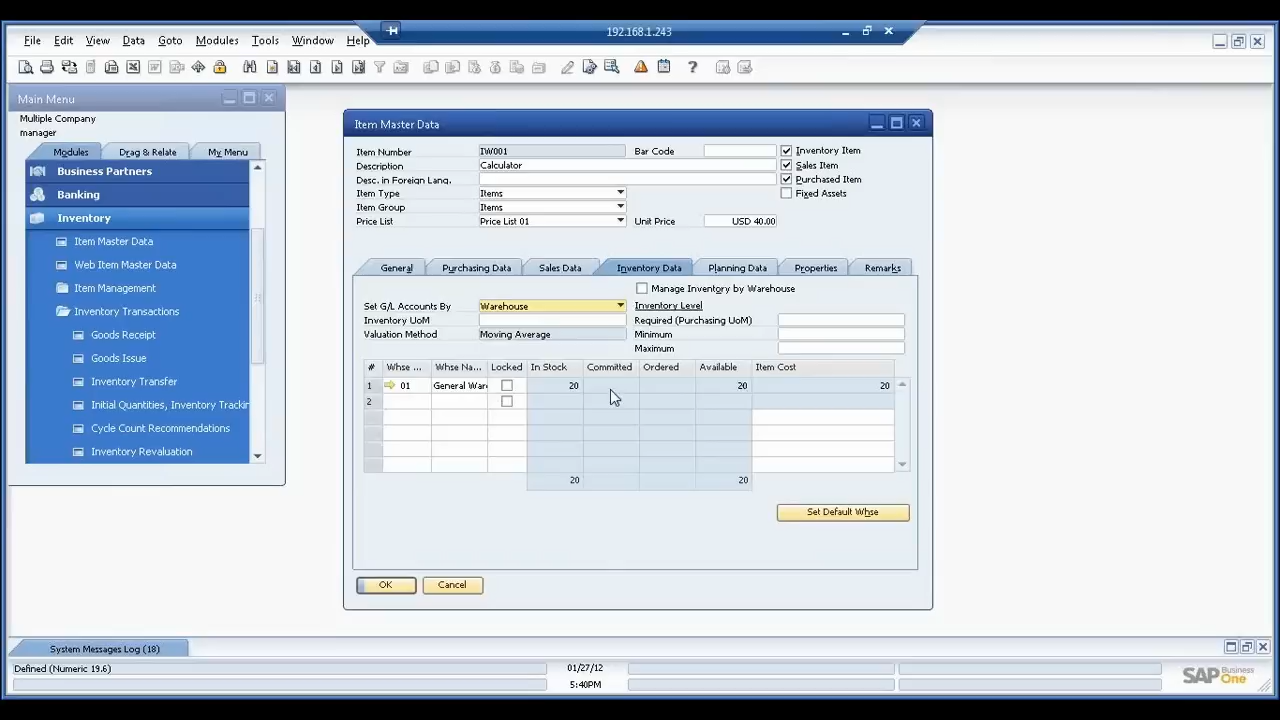 192.168.1.243
File Edit View Data Goto Modules Tools Window Help
Main Menu
Multiple Company
manager
Modules Drag & Relate My Menu
Business Partners
Banking
Inventory
Item Master Data
Web Item Master Data
Item Management
Inventory Transactions
Goods Receipt
Goods Issue
Inventory Transfer
Initial Quantities, Inventory Trackin
Cycle Count Recommendations
Inventory Revaluation
Item Master Data
Item Number IW001 Bar Code Inventory Item
Description Calculator Sales Item
Desc. in Foreign Lang. Purchased Item
Item Type Items Fixed Assets
Item Group Items
Price List Price List 01 Unit Price USD 40.00
General Purchasing Data Sales Data Inventory Data Planning Data Properties Remarks
Manage Inventory by Warehouse
Set G/L Accounts By Warehouse Inventory Level
Inventory UoM Required (Purchasing UoM)
Valuation Method Moving Average Minimum
Maximum
# Whse ... Whse Na... Locked In Stock Committed Ordered Available Item Cost
1 01 General Ware 20 20 20
2
20 20
Set Default Whse
OK Cancel
System Messages Log (18)
Defined (Numeric 19.6) 01/27/12
5:40PM
SAP Business One